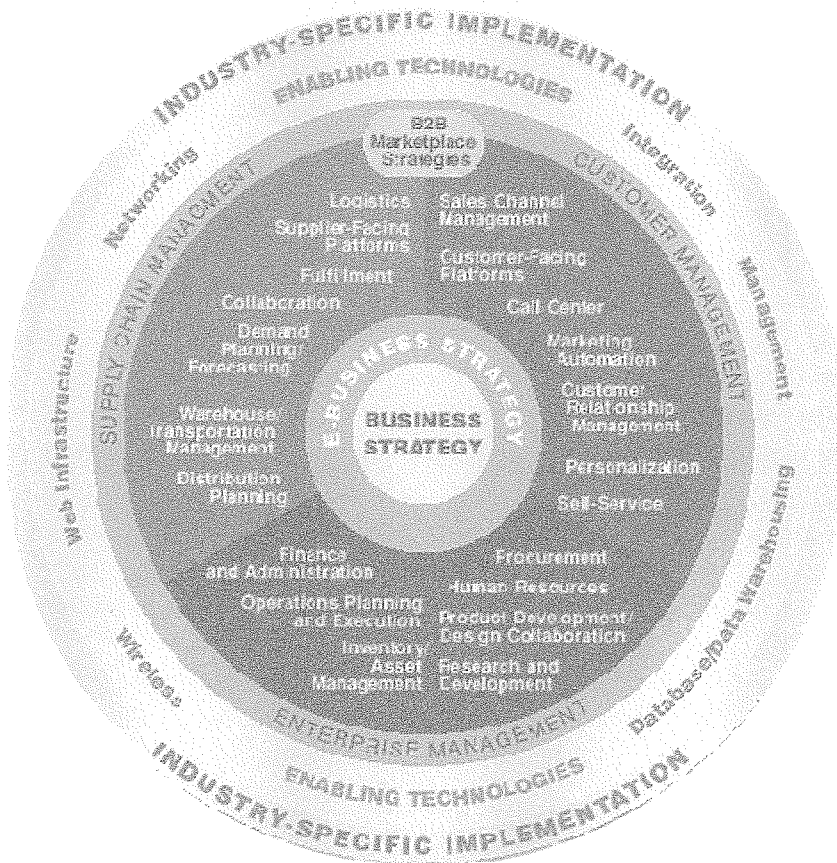 INDUSTRY-SPECIFIC IMPLEMENTATION
ENABLING TECHNOLOGIES
Networking
Integration
Management
Web Infrastructure
Wireless
Database/Data Warehousing
SUPPLY CHAIN MANAGMENT
CUSTOMER MANAGEMENT
B2B
Marketplace
Strategies
Logistics
Supplier-Facing
Platforms
Fulfillment
Collaboration
Demand
Planning/
Forecasting
Warehouse/
Transportation
Management
Distribution
Planning
Sales Channel
Management
Customer-Facing
Platforms
Call Center
Marketing
Automation
Customer
Relationship
Management
Personalization
Self-Service
E-BUSINESS STRATEGY
BUSINESS
STRATEGY
Finance
and Administration
Operations Planning
and Execution
Inventory/
Asset
Management
Procurement
Human Resources
Product Development/
Design Collaboration
Research and
Development
ENTERPRISE MANAGEMENT
ENABLING TECHNOLOGIES
INDUSTRY-SPECIFIC IMPLEMENTATION